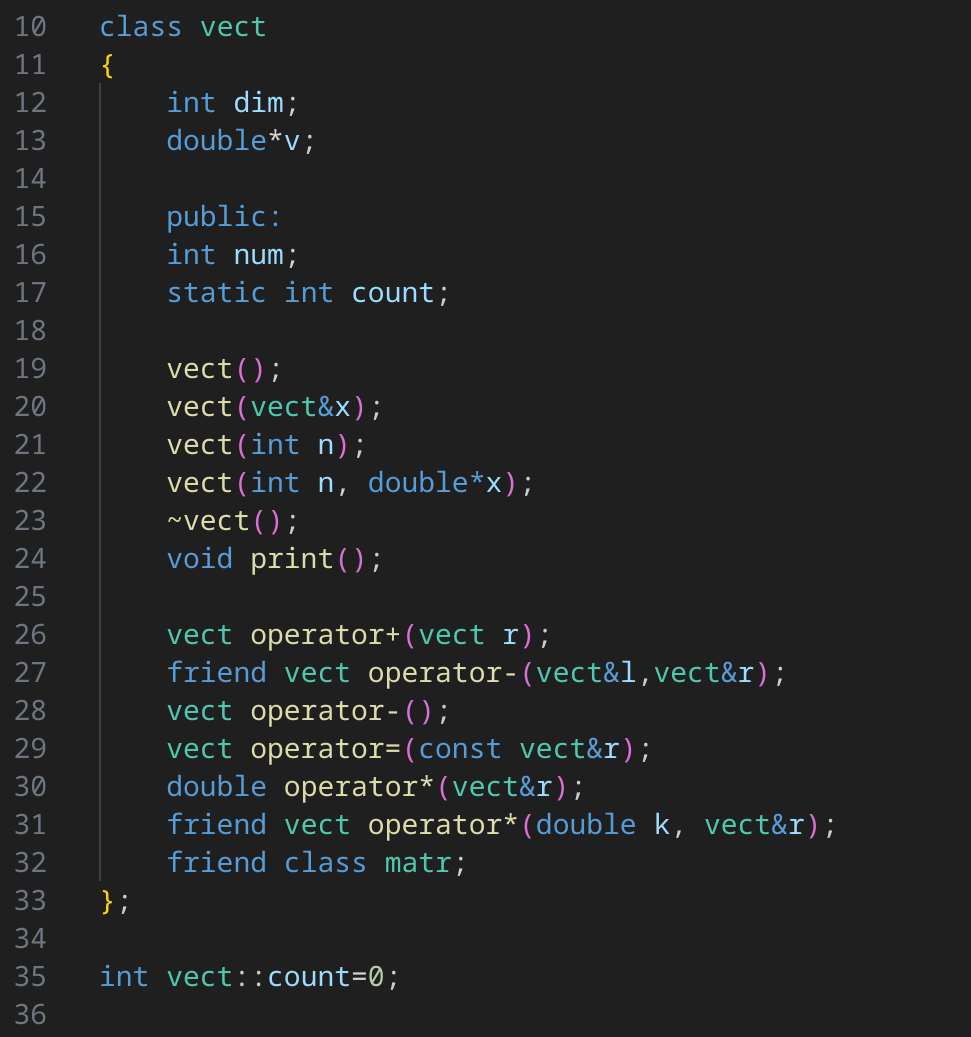 10 class vect
11 {
12 int dim;
13 double*v;
14
15 public:
16 int num;
17 static int count;
18
19 vect();
20 vect(vect&x);
21 vect(int n);
22 vect(int n, double*x);
23 ~vect();
24 void print();
25
26 vect operator+(vect r);
27 friend vect operator-(vect&l,vect&r);
28 vect operator-();
29 vect operator=(const vect&r);
30 double operator*(vect&r);
31 friend vect operator*(double k, vect&r);
32 friend class matr;
33 };
34
35 int vect::count=0;
36